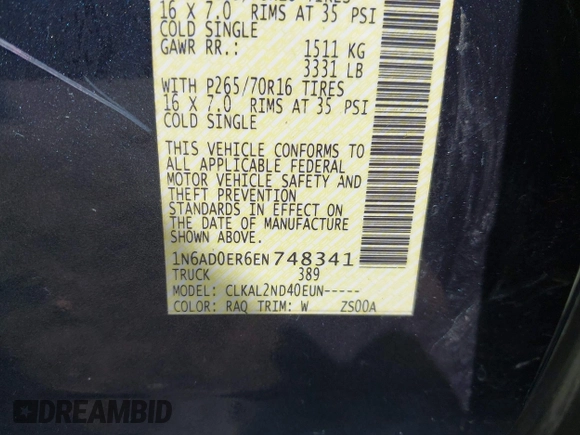 16 X 7.0 RIMS AT 35 PSI
COLD SINGLE
GAWR RR.: 1511 KG
3331 LB
WITH P265/70R16 TIRES
16 X 7.0 RIMS AT 35 PSI
COLD SINGLE
THIS VEHICLE CONFORMS TO
ALL APPLICABLE FEDERAL
MOTOR VEHICLE SAFETY AND
THEFT PREVENTION
STANDARDS IN EFFECT ON
THE DATE OF MANUFACTURE
SHOWN ABOVE.
1N6AD0ER6EN748341
TRUCK 389
MODEL: CLKAL2ND40EUN-----
COLOR: RAQ TRIM: W ZS00A
DREAMBID